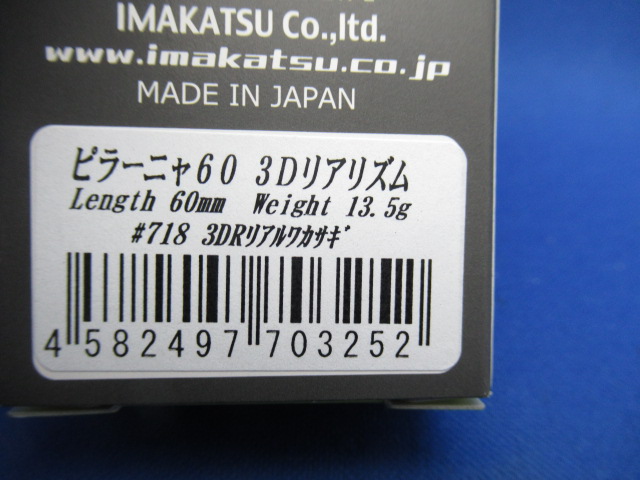 IMAKATSU Co.,ltd.
www.imakatsu.co.jp
MADE IN JAPAN
ピラーニャ60 3Dリアリズム
Length 60mm Weight 13.5g
#718 3DRリアルワカサギ
4 582497 703252